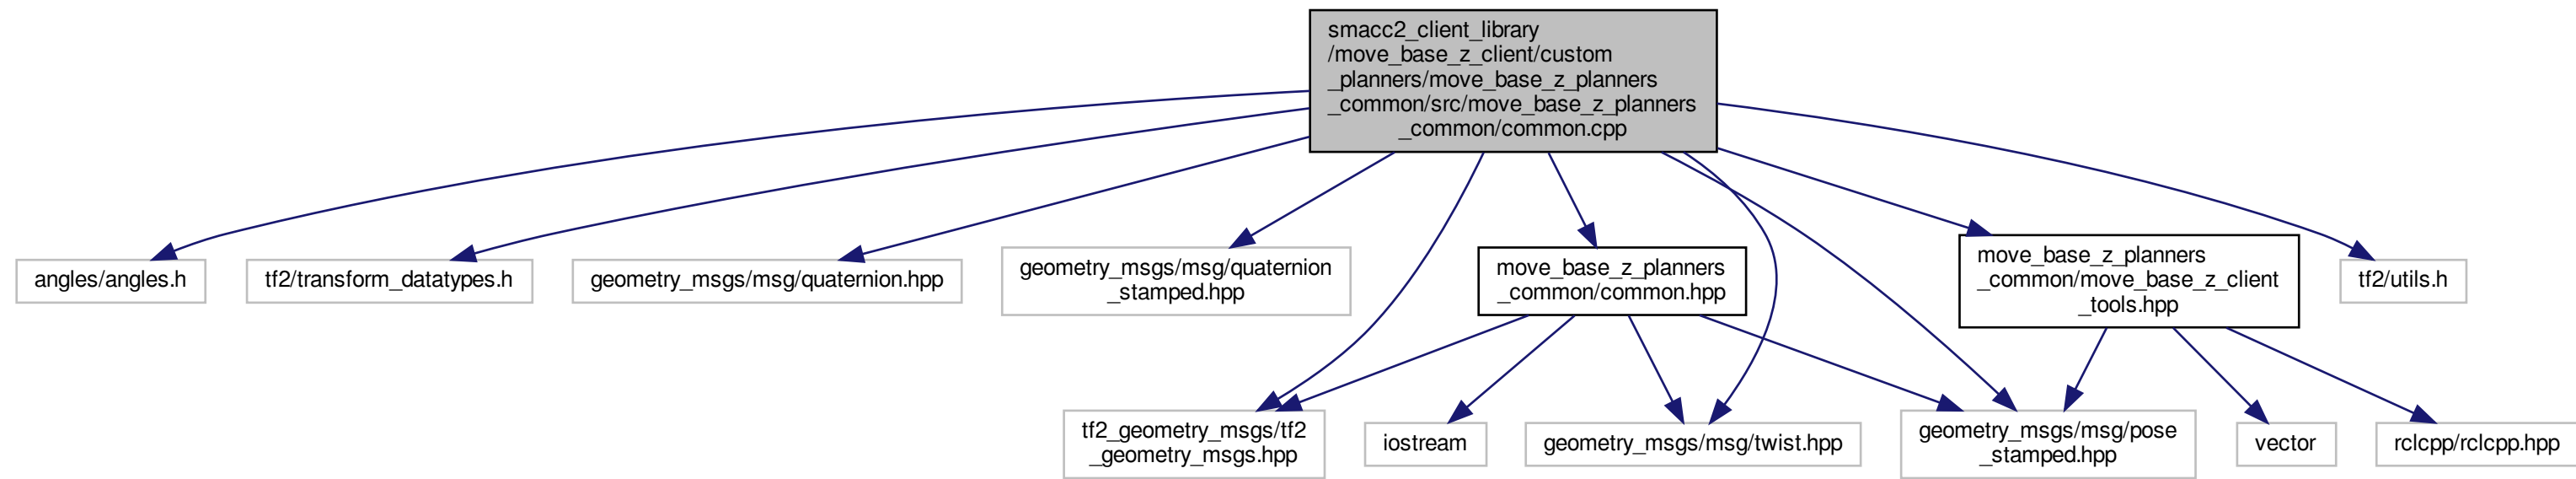 smacc2_client_library
/move_base_z_client/custom
_planners/move_base_z_planners
_common/src/move_base_z_planners
_common/common.cpp
angles/angles.h
tf2/transform_datatypes.h
geometry_msgs/msg/quaternion.hpp
geometry_msgs/msg/quaternion
_stamped.hpp
move_base_z_planners
_common/common.hpp
move_base_z_planners
_common/move_base_z_client
_tools.hpp
tf2/utils.h
tf2_geometry_msgs/tf2
_geometry_msgs.hpp
iostream
geometry_msgs/msg/twist.hpp
geometry_msgs/msg/pose
_stamped.hpp
vector
rclcpp/rclcpp.hpp